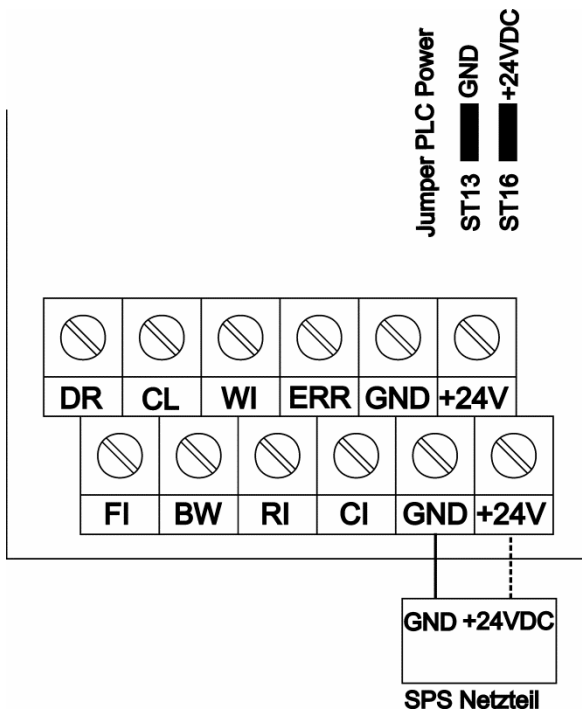 Jumper PLC Power
ST13 GND
ST16 +24VDC
DR CL WI ERR GND +24V
FI BW RI CI GND +24V
GND +24VDC
SPS Netzteil